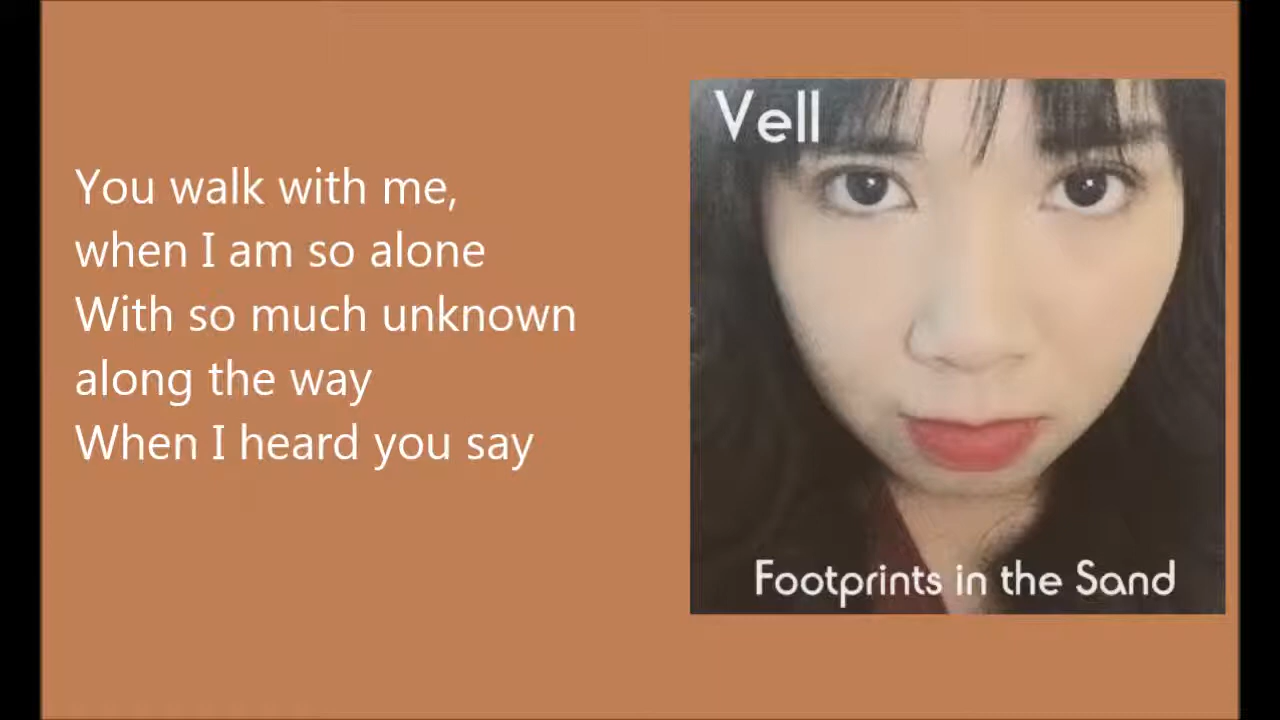 You walk with me,
when I am so alone
With so much unknown
along the way
When I heard you say
Vell
Footprints in the Sand